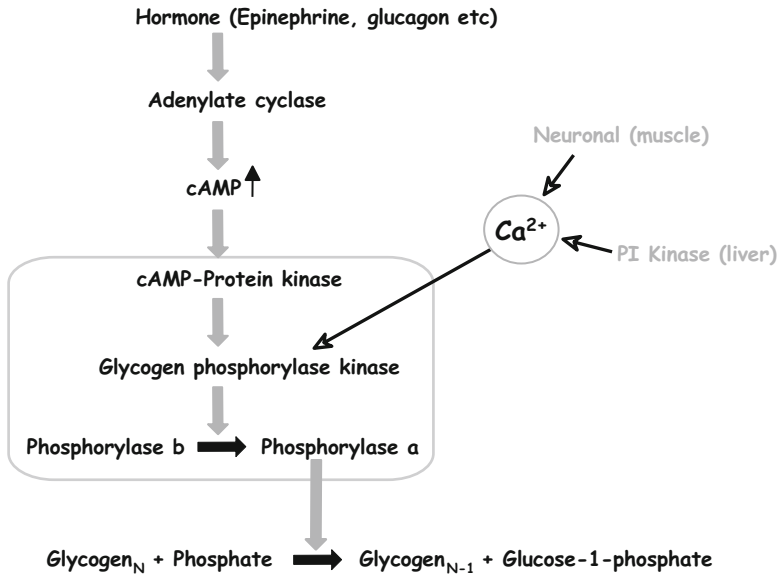 Hormone (Epinephrine, glucagon etc)
Adenylate cyclase
Neuronal (muscle)
cAMP
Ca2+
PI Kinase (liver)
cAMP-Protein kinase
Glycogen phosphorylase kinase
Phosphorylase b Phosphorylase a
GlycogenN + Phosphate GlycogenN-1 + Glucose-1-phosphate